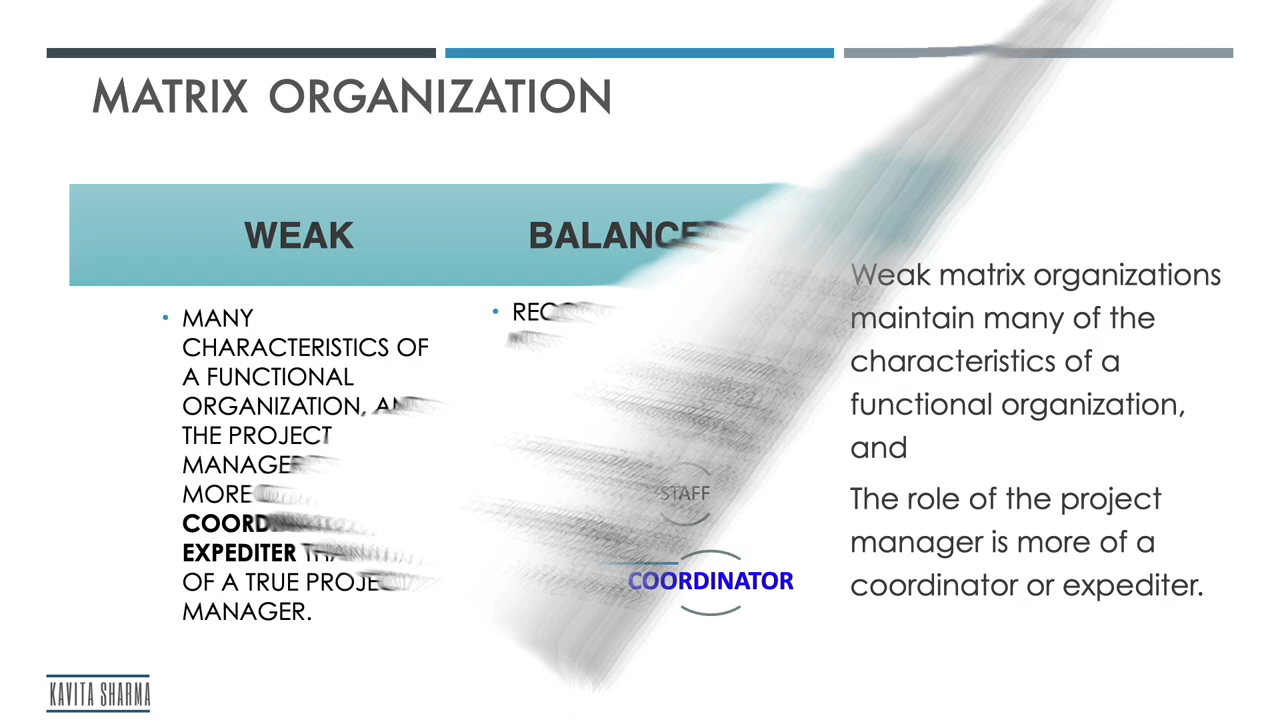 MATRIX ORGANIZATION
WEAK
MANY
CHARACTERISTICS OF
A FUNCTIONAL
ORGANIZATION,
THE PROJECT
MORE
EXPEDITER
OF A TRUE
MANAGER.
STAFF
COORDINATOR
Weak matrix organizations
maintain many of the
characteristics of a
functional organization,
and
The role of the project
manager is more of a
coordinator or expediter.
KAVITA SHARMA